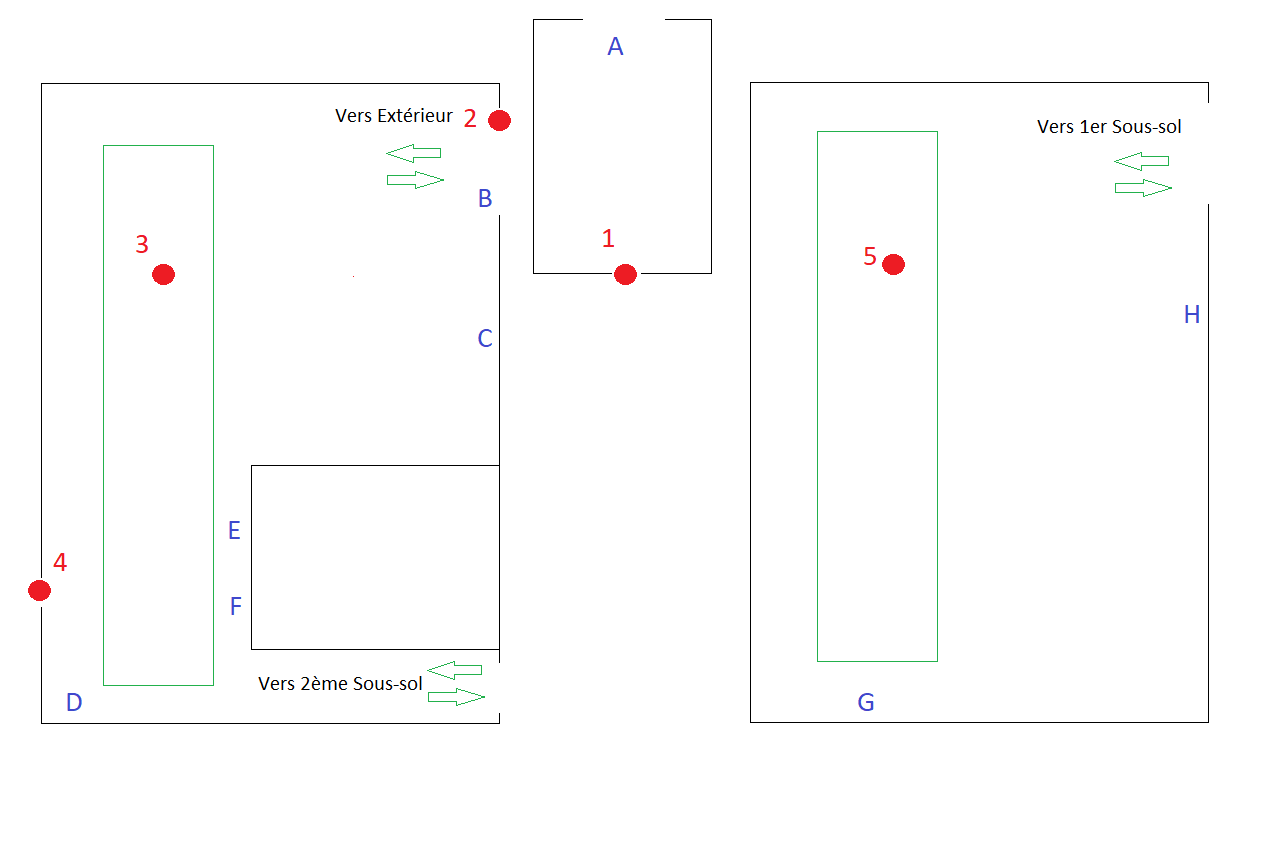 A
Vers Extérieur 2
Vers 1er Sous-sol
B
3
1
5
H
C
E
4
F
Vers 2ème Sous-sol
D
G